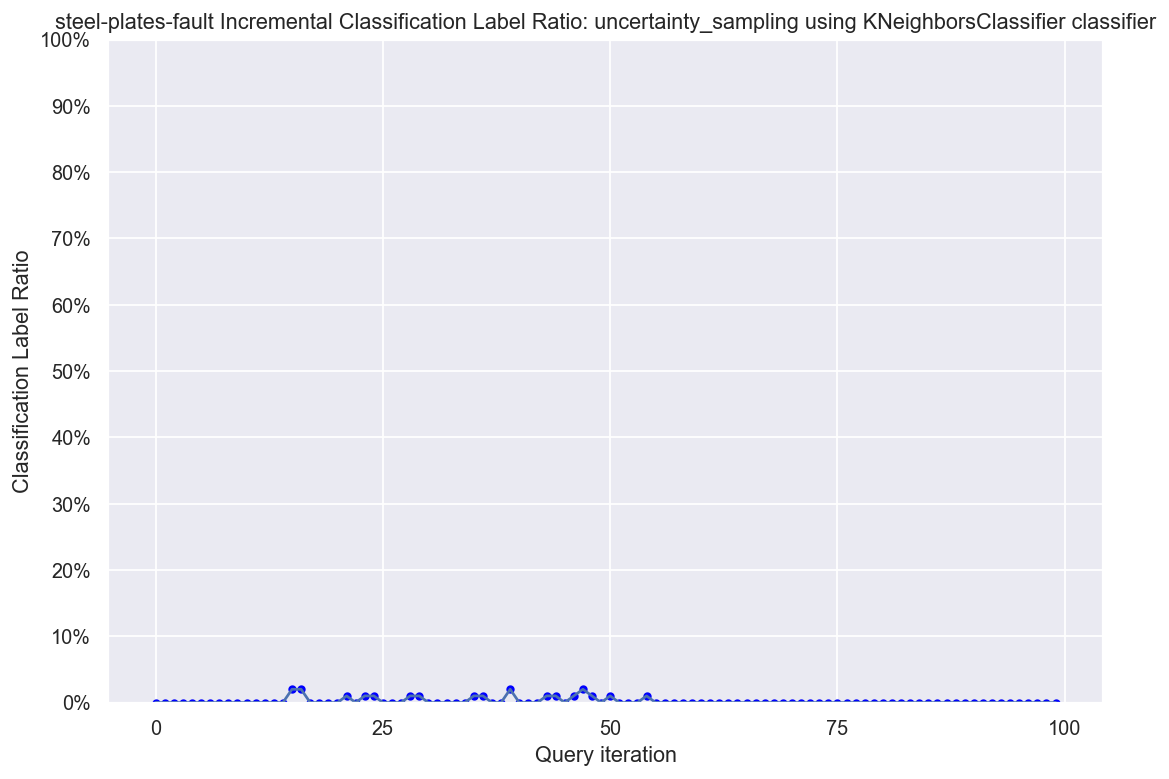 steel-plates-fault Incremental Classification Label Ratio: uncertainty_sampling using KNeighborsClassifier classifier
100%
90%
80%
70%
60%
50%
40%
30%
20%
10%
0%
Classification Label Ratio
0 25 50 75 100
Query iteration